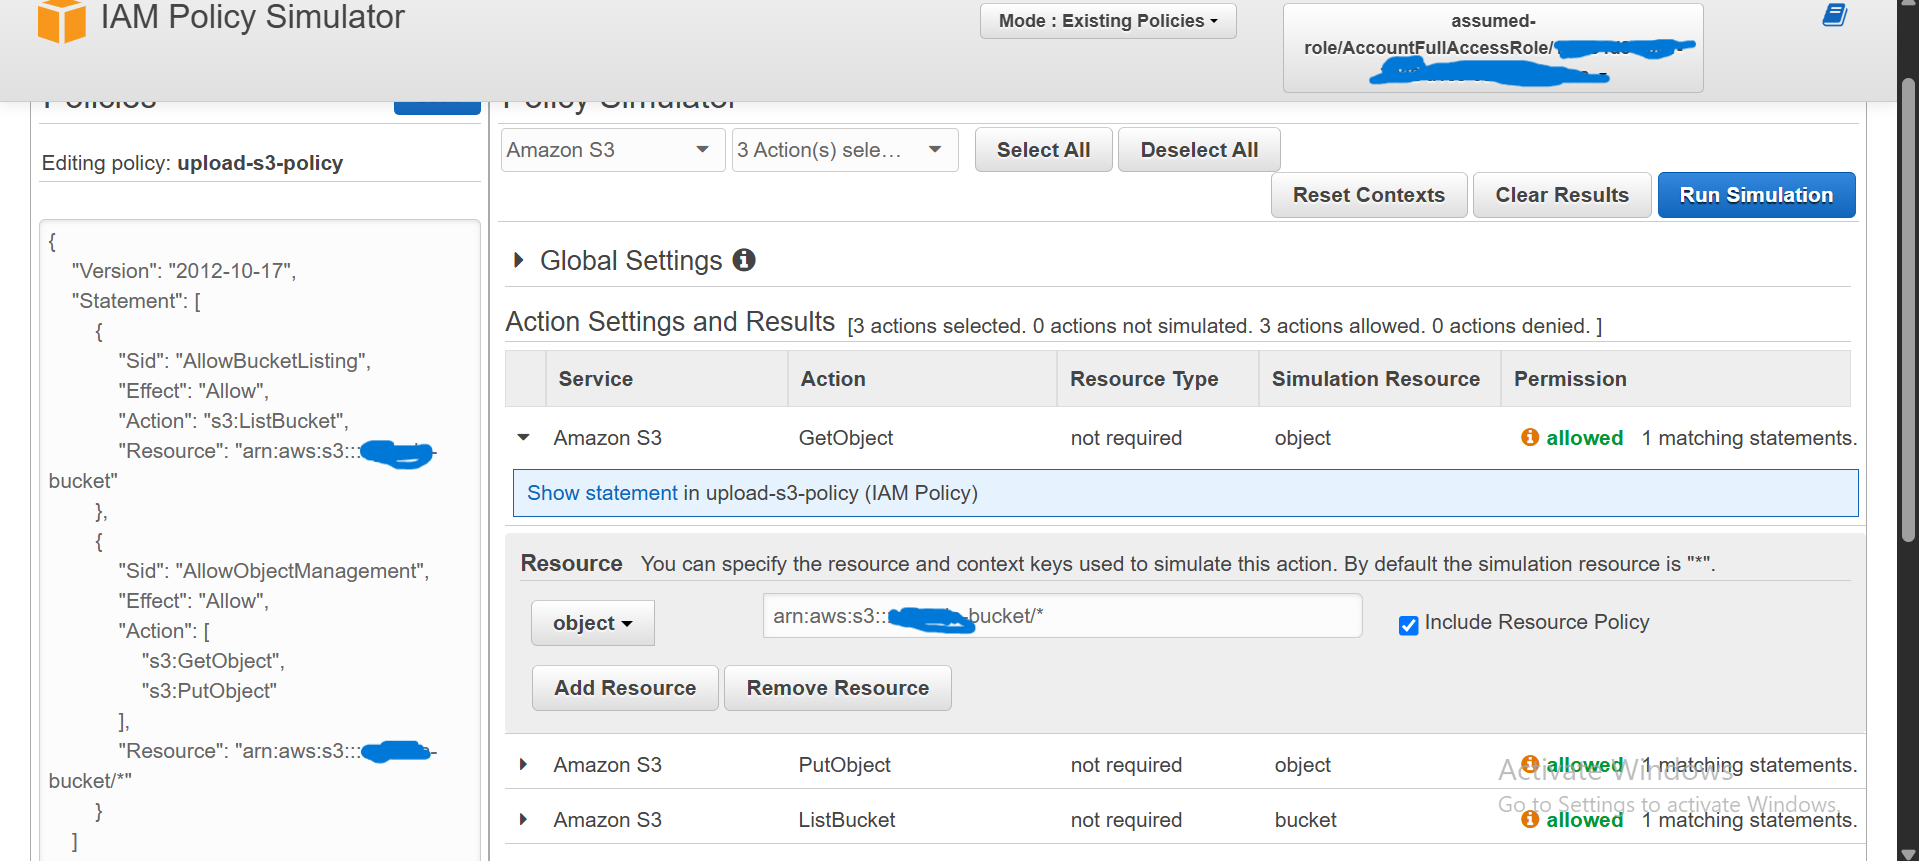 IAM Policy Simulator
Mode : Existing Policies
assumed-
role/AccountFullAccessRole/
Policies
Policy Simulator
Editing policy: upload-s3-policy
Amazon S3
3 Action(s) sele...
Select All
Deselect All
Reset Contexts
Clear Results
Run Simulation
{
"Version": "2012-10-17",
"Statement": [
{
"Sid": "AllowBucketListing",
"Effect": "Allow",
"Action": "s3:ListBucket",
"Resource": "arn:aws:s3:::
-
bucket"
},
{
"Sid": "AllowObjectManagement",
"Effect": "Allow",
"Action": [
"s3:GetObject",
"s3:PutObject"
],
"Resource": "arn:aws:s3:::
-
bucket/*"
}
]
Global Settings
Action Settings and Results [3 actions selected. 0 actions not simulated. 3 actions allowed. 0 actions denied. ]
Service Action Resource Type Simulation Resource Permission
Amazon S3 GetObject not required object allowed 1 matching statements.
Show statement in upload-s3-policy (IAM Policy)
Resource You can specify the resource and context keys used to simulate this action. By default the simulation resource is "*".
object
arn:aws:s3::: -bucket/*
Include Resource Policy
Add Resource
Remove Resource
Amazon S3 PutObject not required object allowed 1 matching statements.
Amazon S3 ListBucket not required bucket allowed 1 matching statements.
Activate Windows
Go to Settings to activate Windows.